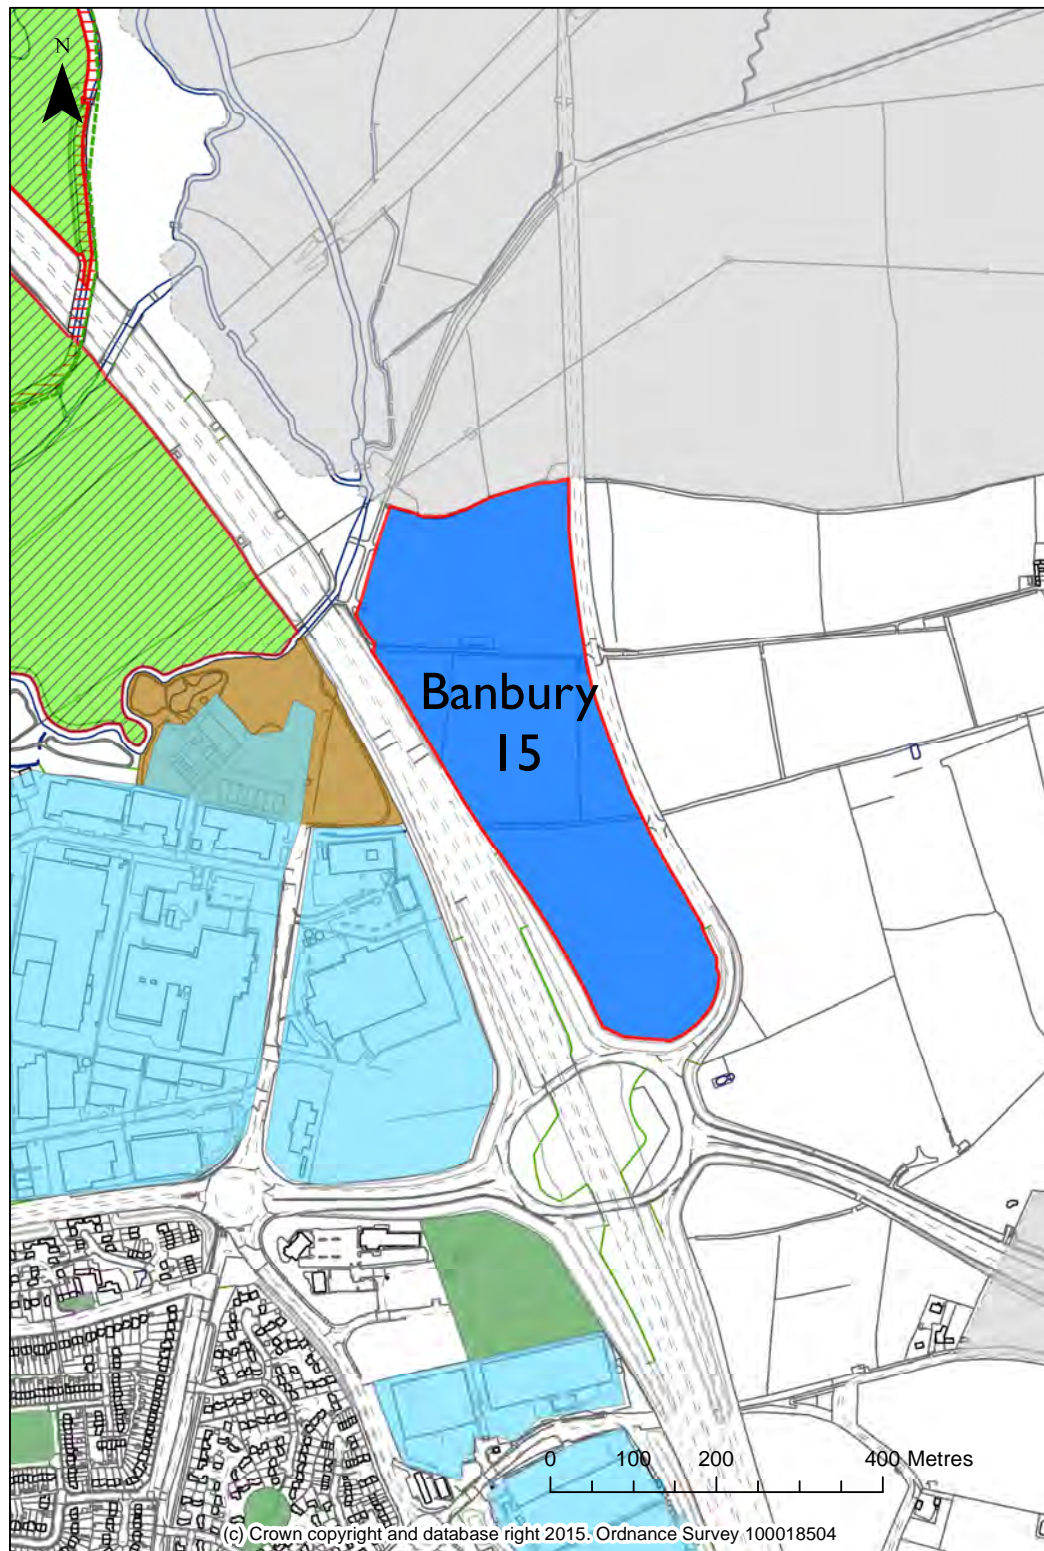 N
Banbury
15
0 100 200 400 Metres
(c) Crown copyright and database right 2015. Ordnance Survey 100018504